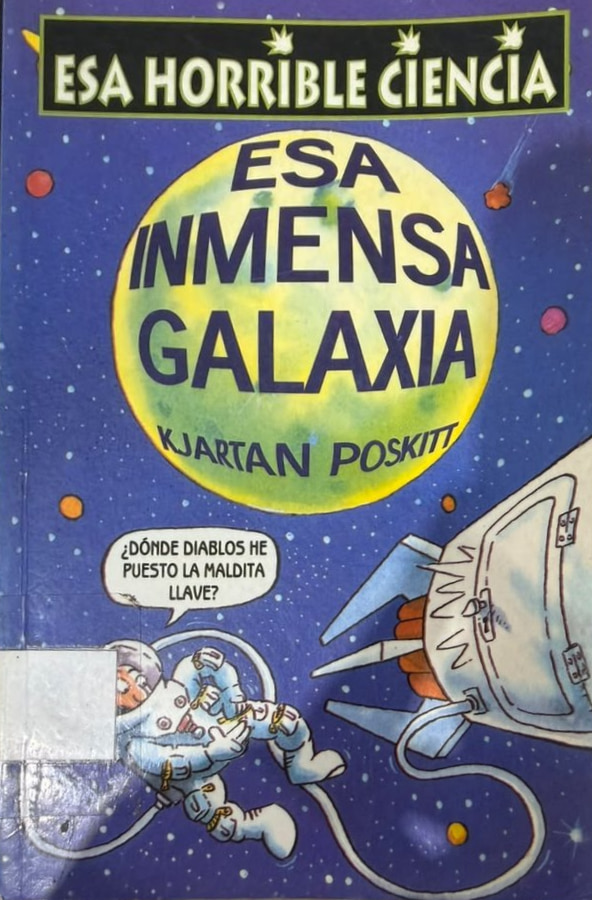 ESA HORRIBLE CIENCIA
ESA
INMENSA
GALAXIA
KJARTAN POSKITT
¿DÓNDE DIABLOS HE
PUESTO LA MALDITA
LLAVE?